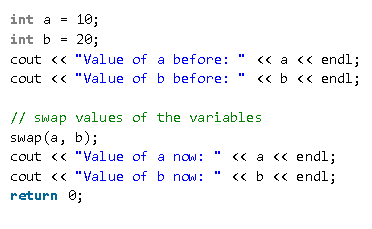 int a = 10;
int b = 20;
cout << "Value of a before: " << a << endl;
cout << "Value of b before: " << b << endl;
// swap values of the variables
swap(a, b);
cout << "Value of a now: " << a << endl;
cout << "Value of b now: " << b << endl;
return 0;